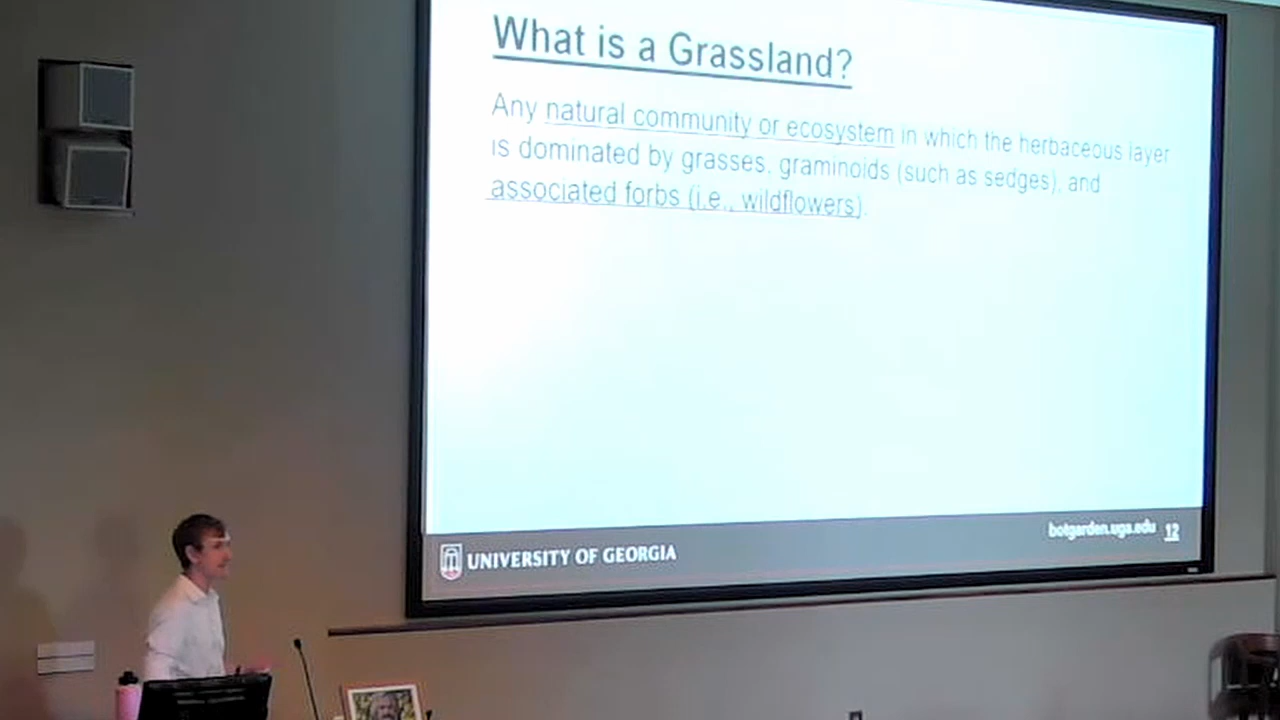 What is a Grassland?
Any natural community or ecosystem in which the herbaceous layer
is dominated by grasses, graminoids (such as sedges), and
associated forbs (i.e., wildflowers).
UNIVERSITY OF GEORGIA
botgarden.uga.edu 12